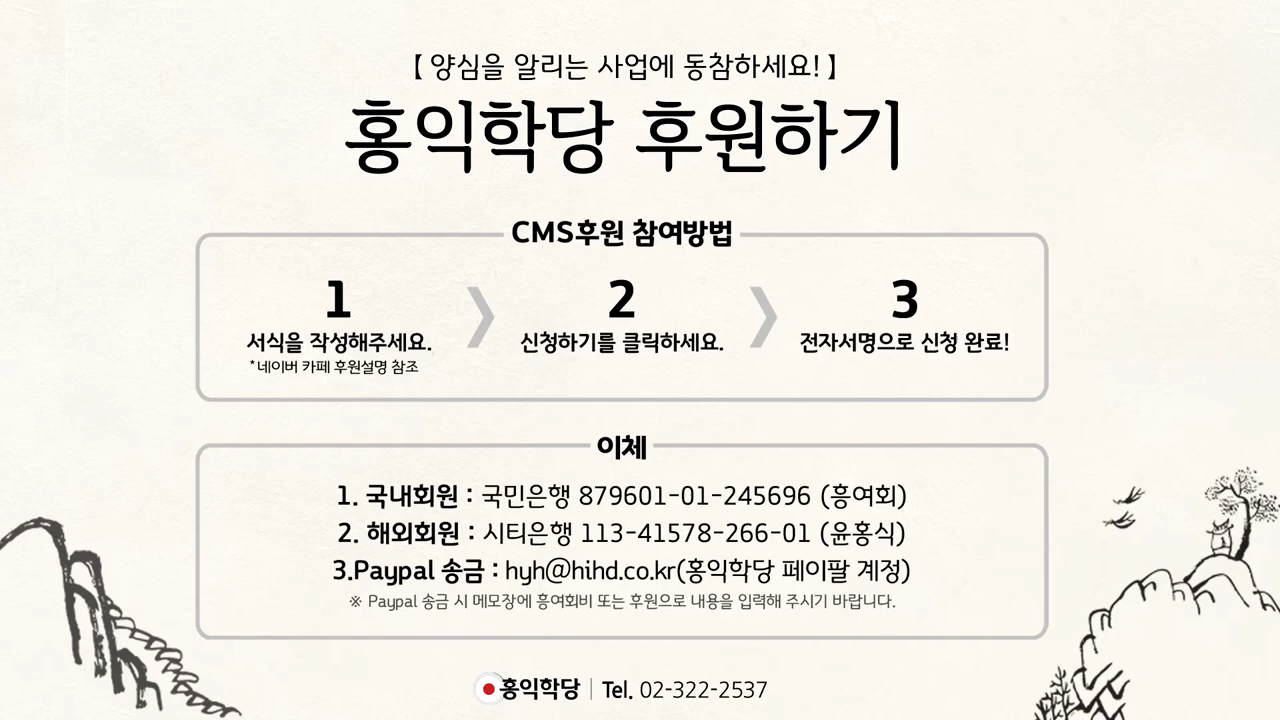 【 양심을 알리는 사업에 동참하세요! 】
홍익학당 후원하기
CMS후원 참여방법
1
서식을 작성해주세요.
*네이버 카페 후원설명 참조
2
신청하기를 클릭하세요.
3
전자서명으로 신청 완료!
이체
1. 국내회원 : 국민은행 879601-01-245696 (흥여회)
2. 해외회원 : 시티은행 113-41578-266-01 (윤홍식)
3.Paypal 송금 : hyh@hihd.co.kr(홍익학당 페이팔 계정)
※ Paypal 송금 시 메모장에 흥여회비 또는 후원으로 내용을 입력해 주시기 바랍니다.
홍익학당 | Tel. 02-322-2537